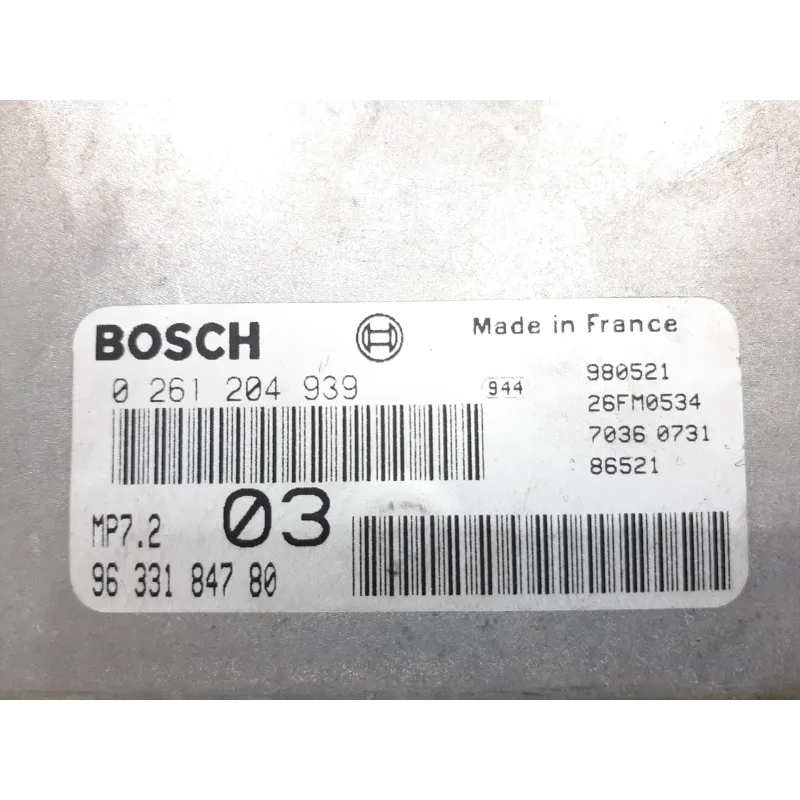 BOSCH
Made in France
0 261 204 939
944
980521
26FM0534
7036 0731
86521
MP7.2
03
96 331 847 80